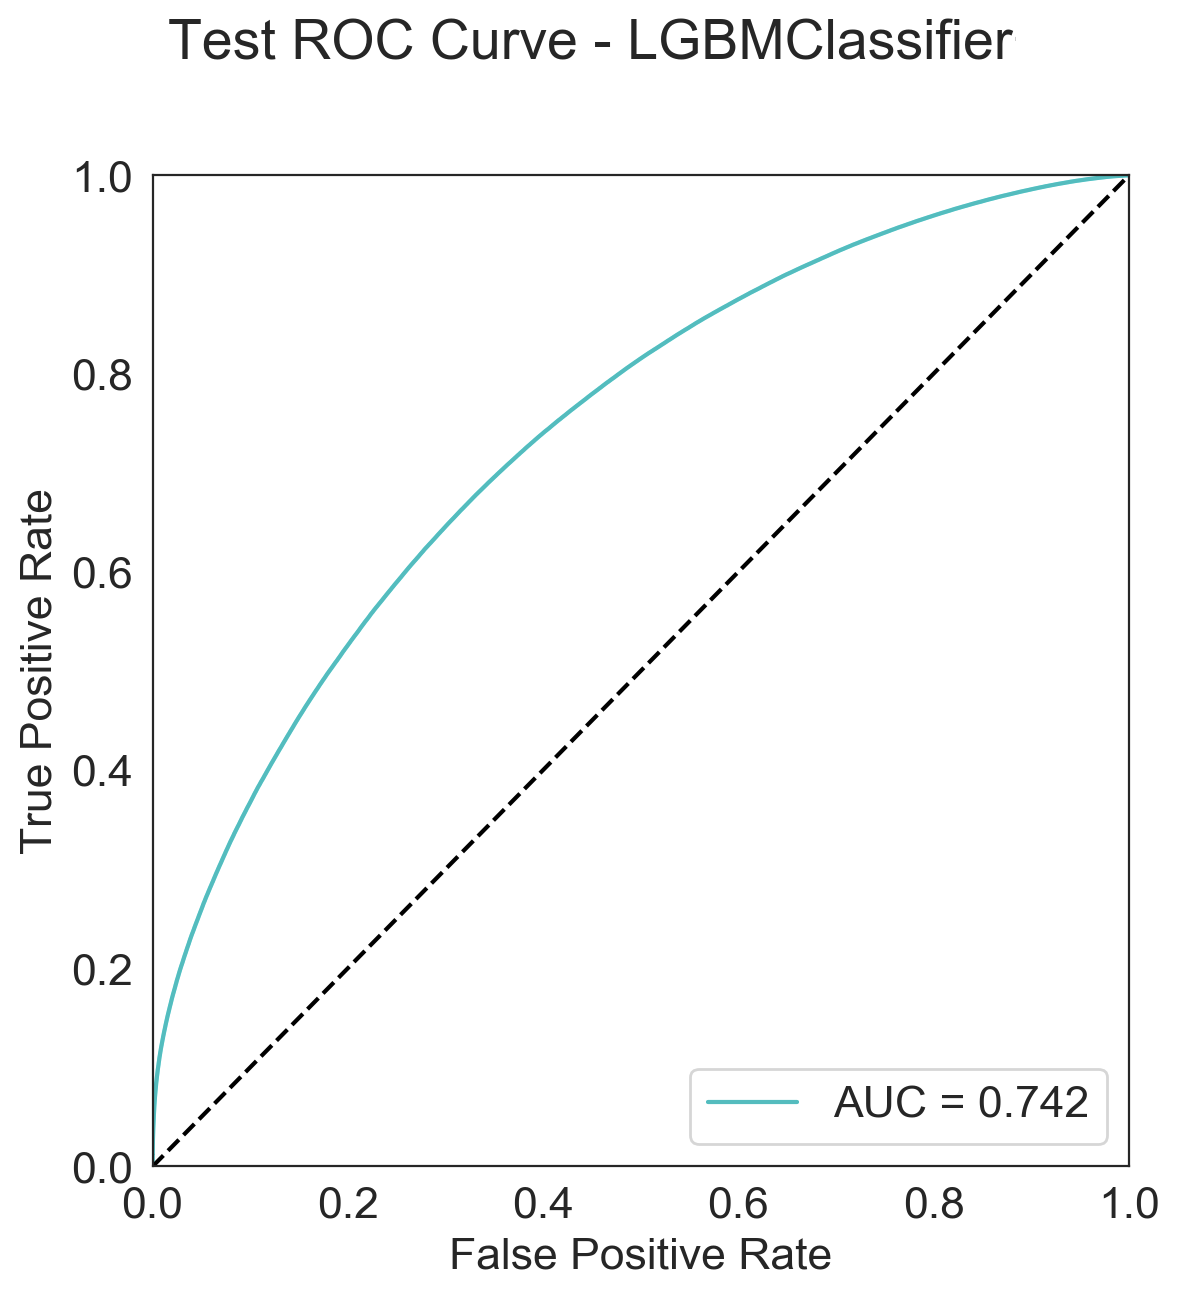 Test ROC Curve - LGBMClassifier
1.0
0.8
0.6
0.4
0.2
0.0
True Positive Rate
AUC = 0.742
0.0 0.2 0.4 0.6 0.8 1.0
False Positive Rate